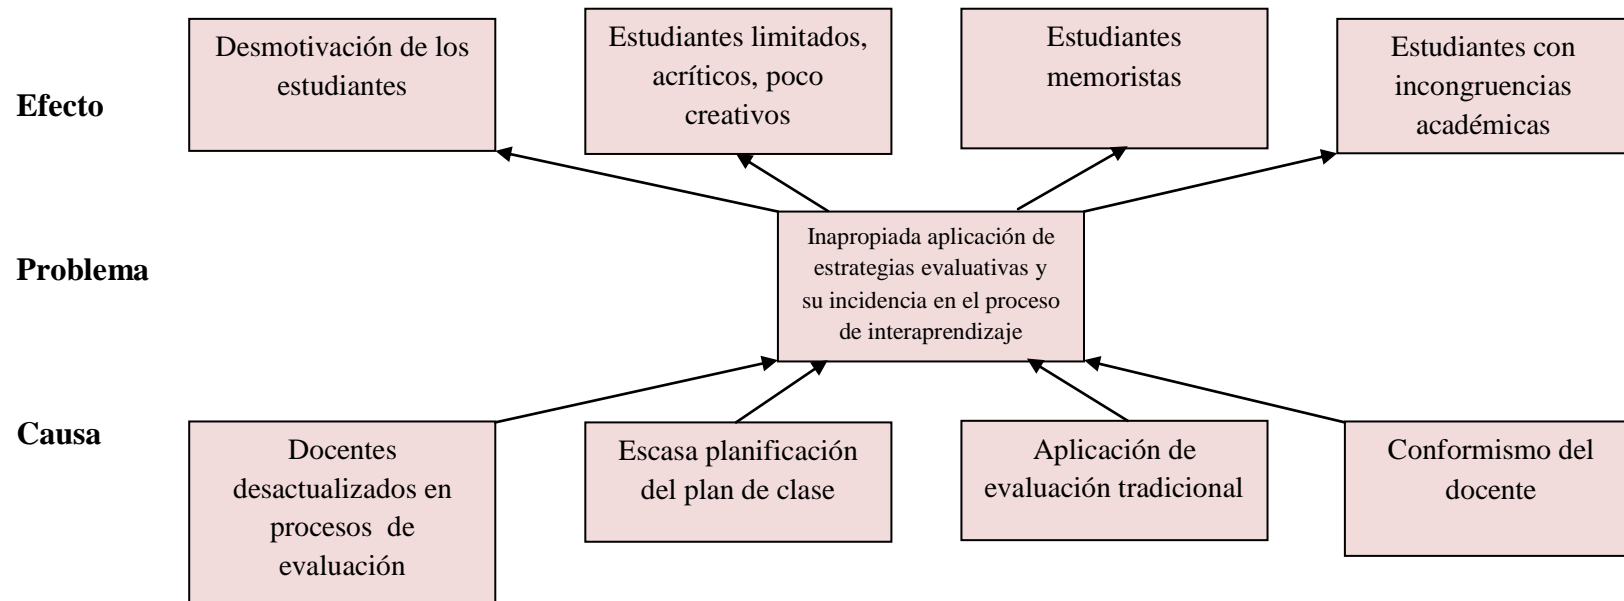 Desmotivación de los
estudiantes
Estudiantes limitados,
acríticos, poco
creativos
Estudiantes
memoristas
Estudiantes con
incongruencias
académicas
Efecto
Inapropiada aplicación de
estrategias evaluativas y
su incidencia en el proceso
de interaprendizaje
Problema
Causa
Docentes
desactualizados en
procesos de
evaluación
Escasa planificación
del plan de clase
Aplicación de
evaluación tradicional
Conformismo del
docente